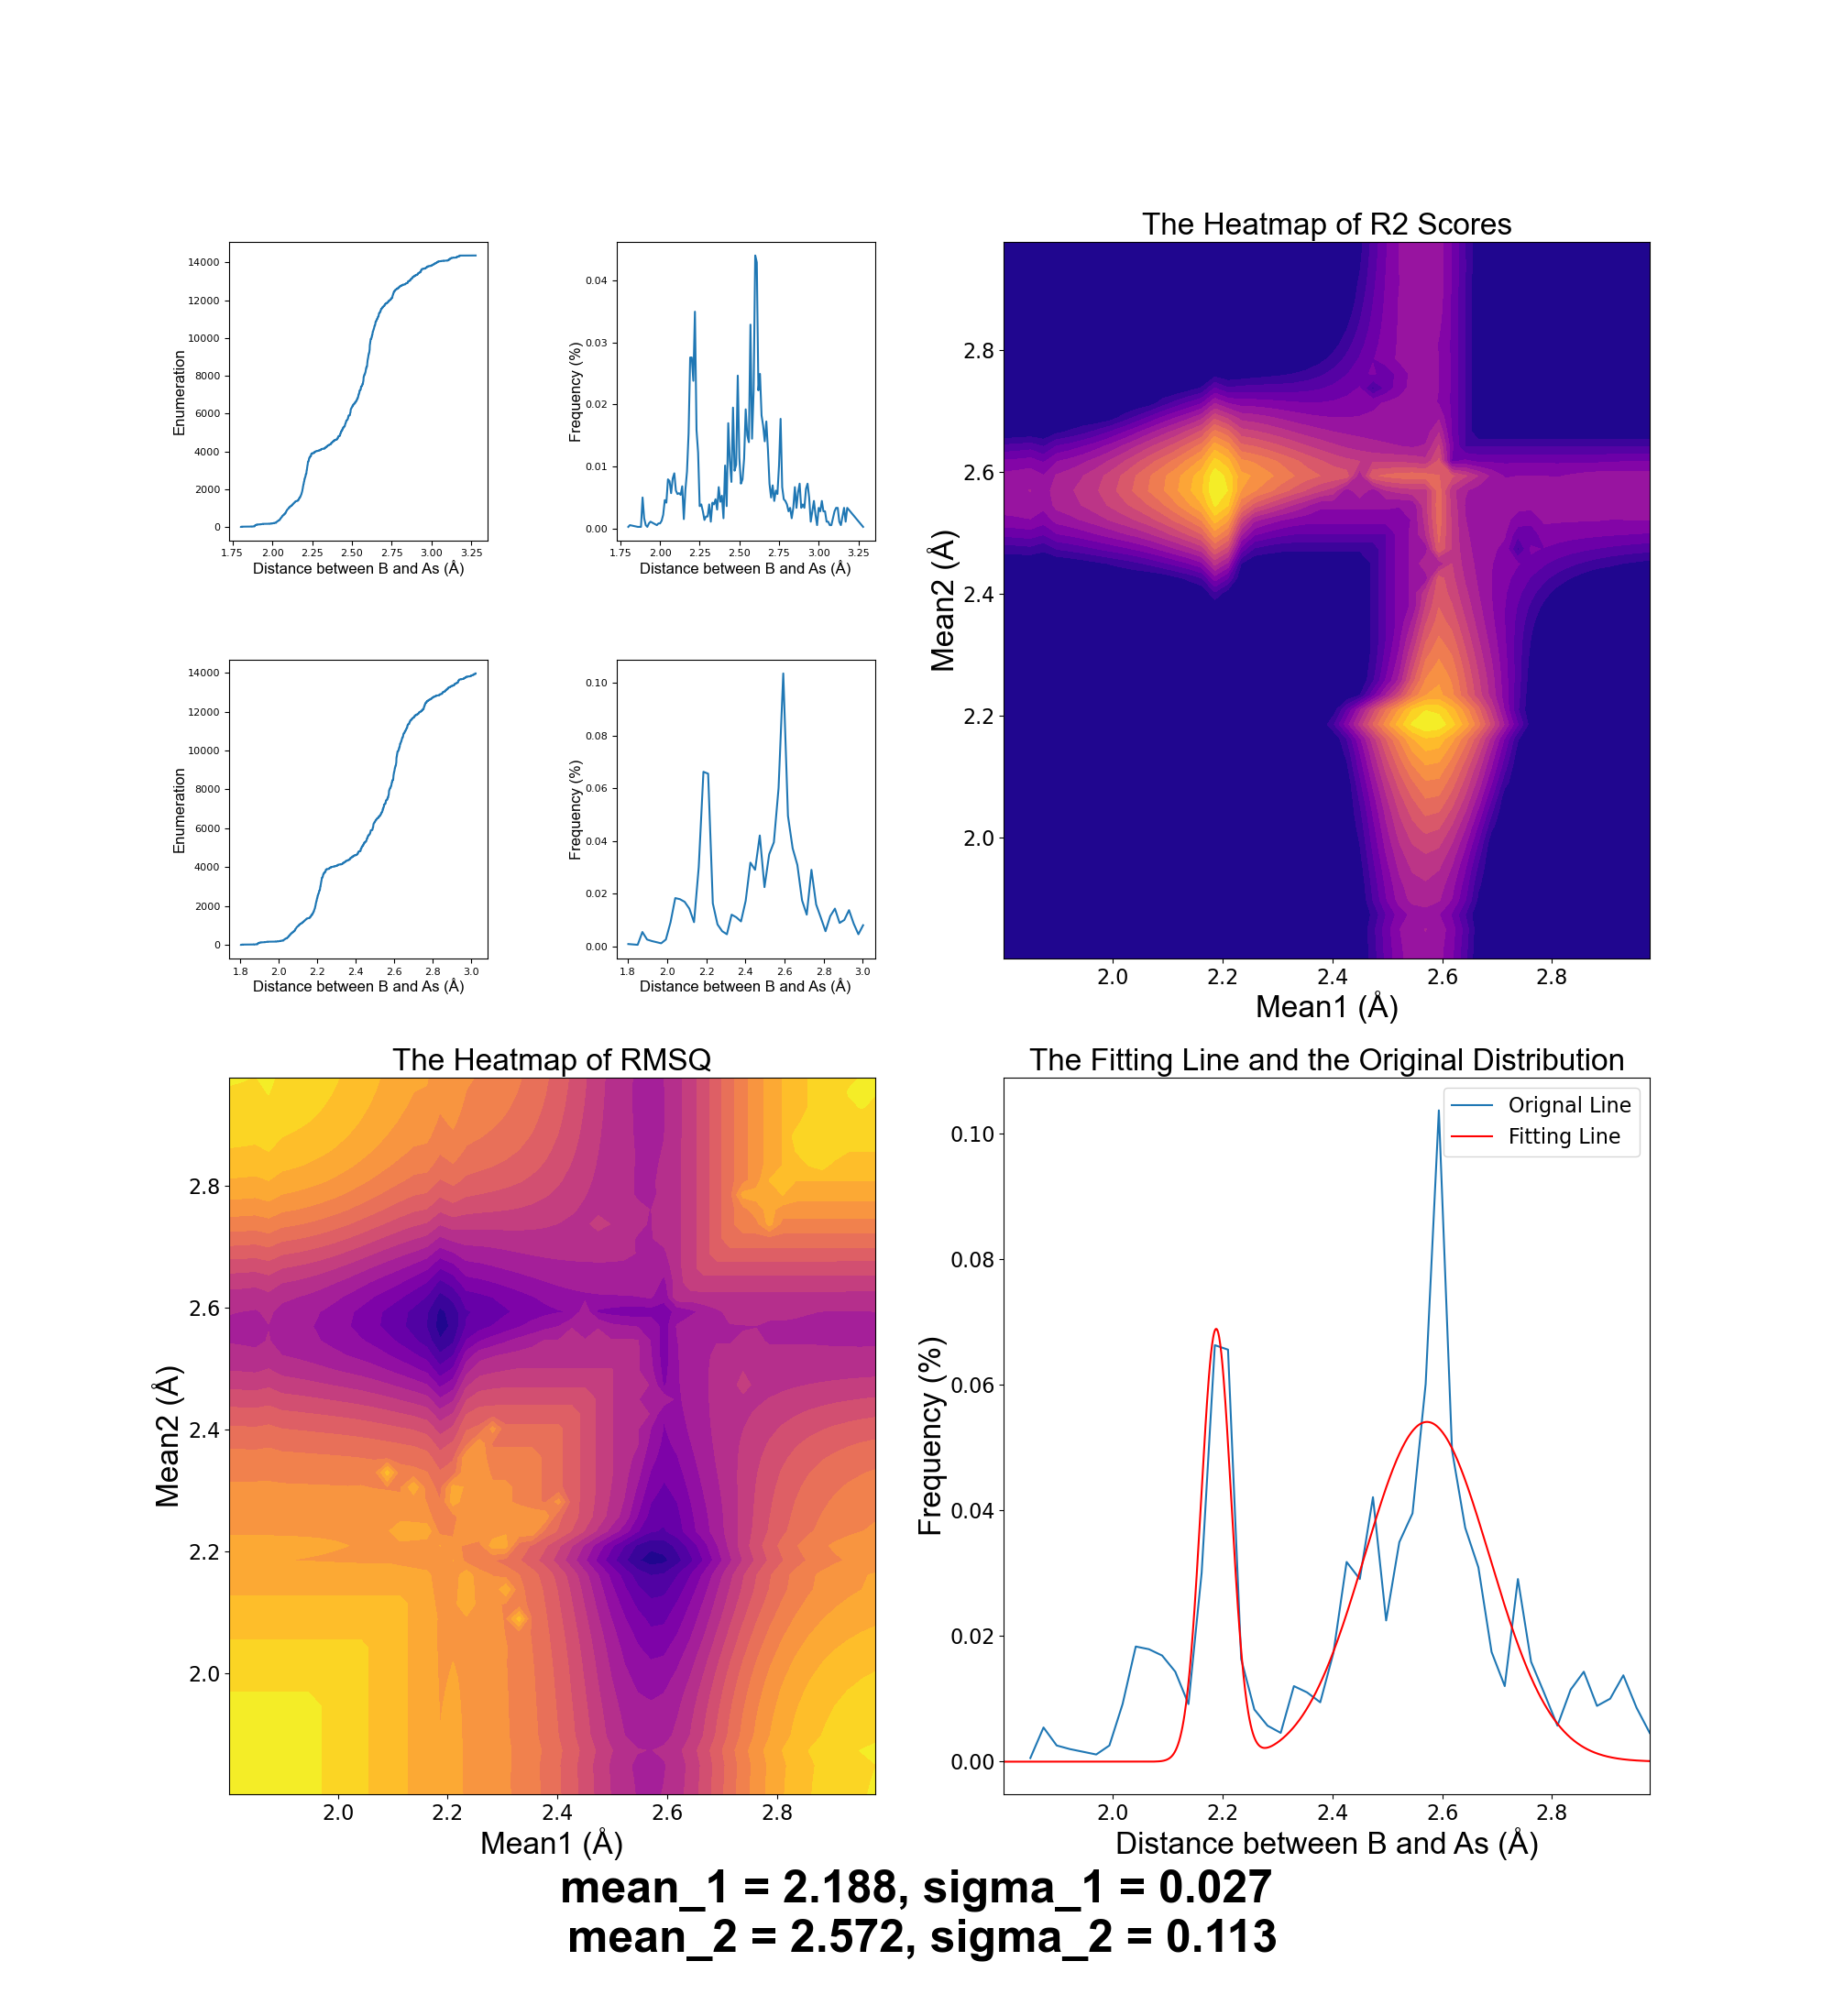 14000
12000
10000
8000
6000
4000
2000
0
Enumeration
1.75 2.00 2.25 2.50 2.75 3.00 3.25
Distance between B and As (Å)
0.04
0.03
0.02
0.01
0.00
Frequency (%)
1.75 2.00 2.25 2.50 2.75 3.00 3.25
Distance between B and As (Å)
14000
12000
10000
8000
6000
4000
2000
0
Enumeration
1.8 2.0 2.2 2.4 2.6 2.8 3.0
Distance between B and As (Å)
0.10
0.08
0.06
0.04
0.02
0.00
Frequency (%)
1.8 2.0 2.2 2.4 2.6 2.8 3.0
Distance between B and As (Å)
The Heatmap of R2 Scores
2.8
2.6
2.4
2.2
2.0
Mean2 (Å)
2.0 2.2 2.4 2.6 2.8
Mean1 (Å)
The Heatmap of RMSQ
2.8
2.6
2.4
2.2
2.0
Mean2 (Å)
2.0 2.2 2.4 2.6 2.8
Mean1 (Å)
The Fitting Line and the Original Distribution
Orignal Line
Fitting Line
0.10
0.08
0.06
0.04
0.02
0.00
Frequency (%)
2.0 2.2 2.4 2.6 2.8
Distance between B and As (Å)
mean_1 = 2.188, sigma_1 = 0.027
mean_2 = 2.572, sigma_2 = 0.113